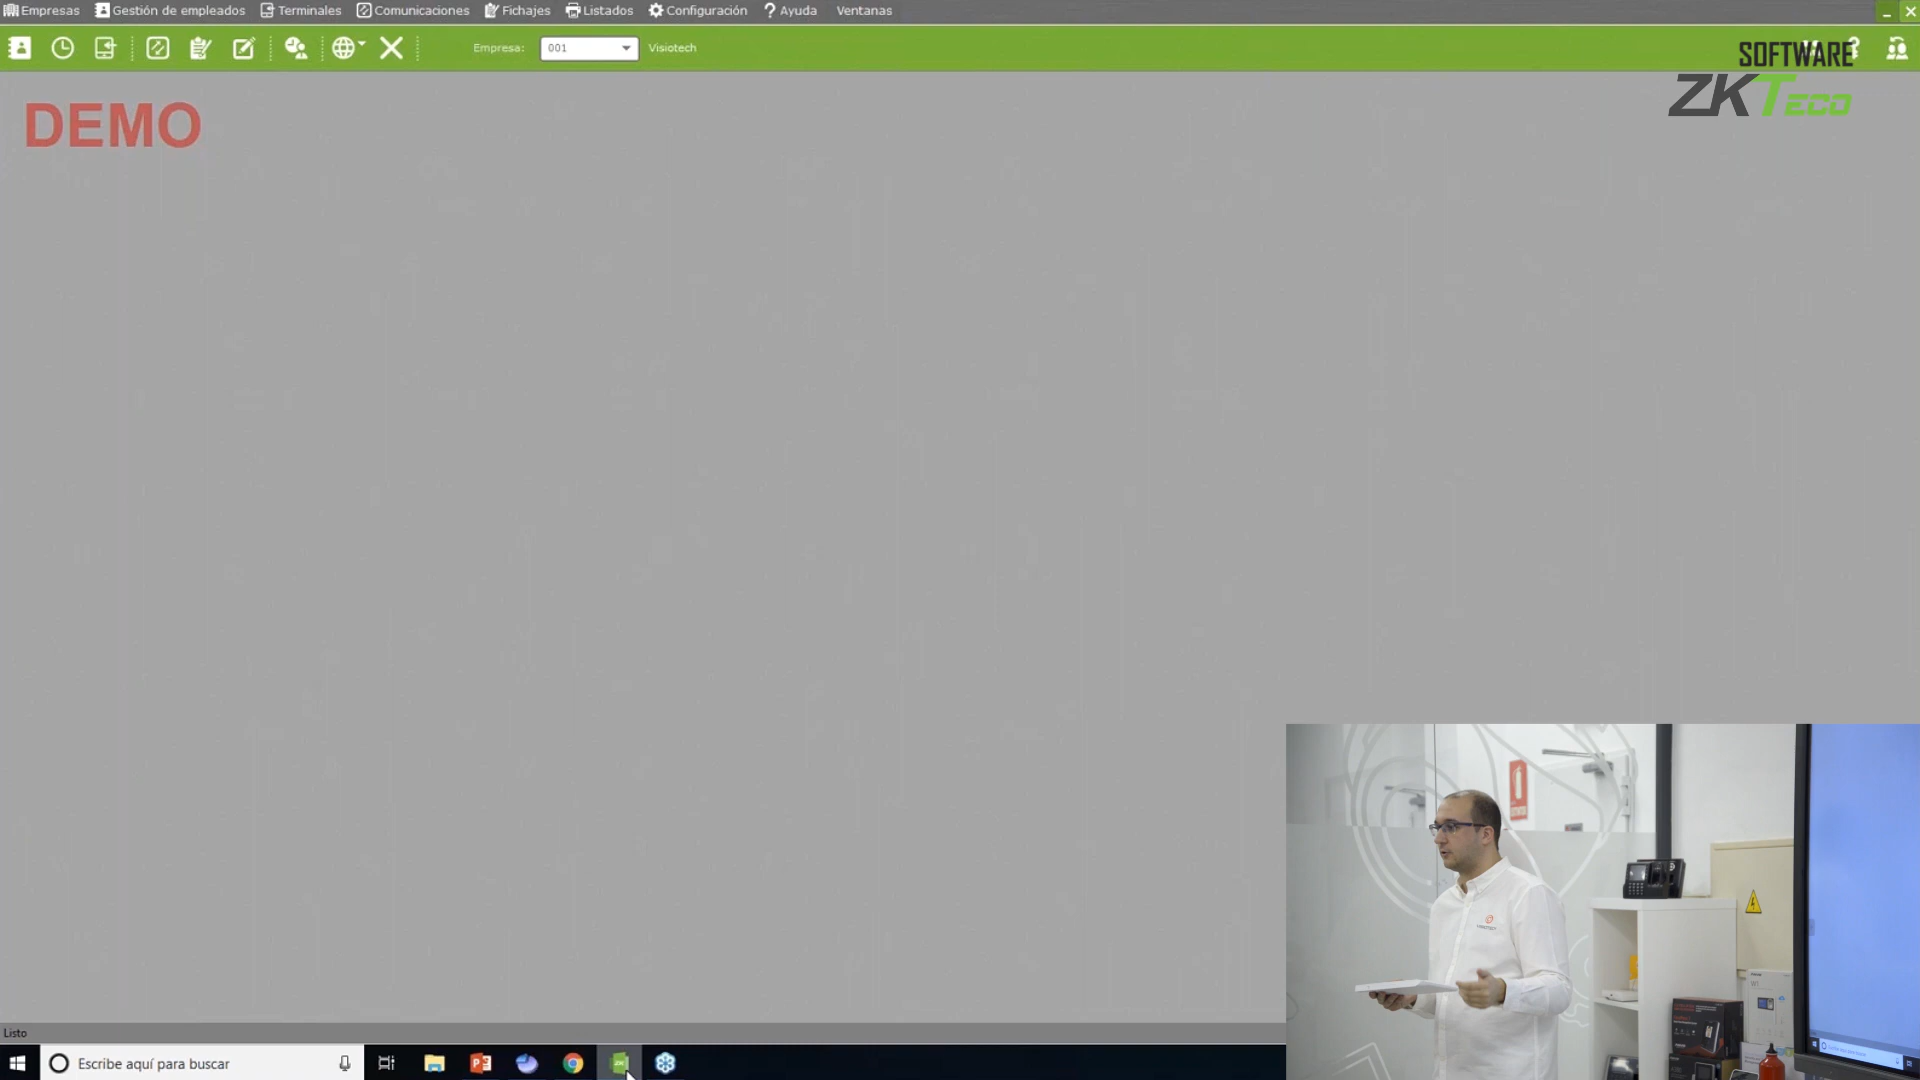 Empresas Gestión de empleados Terminales Comunicaciones Fichajes Listados Configuración ? Ayuda Ventanas
Empresa: 001 Visiotech
SOFTWARE
ZKTeco
DEMO
Listo
Escribe aquí para buscar